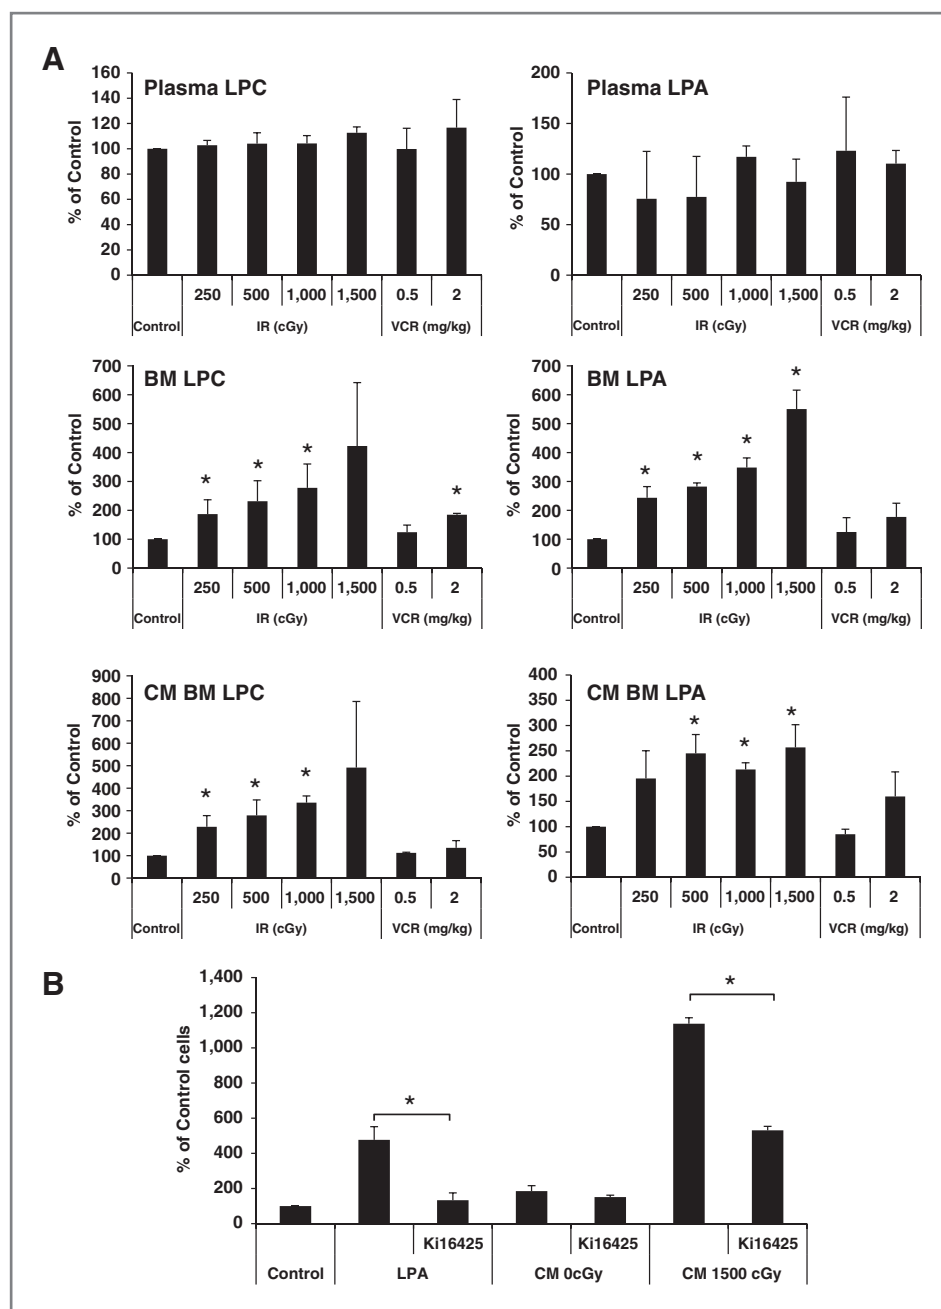 A
Plasma LPC
% of Control
160
140
120
100
80
60
40
20
0
250 500 1,000 1,500 0.5 2
Control IR (cGy) VCR (mg/kg)
Plasma LPA
% of Control
200
150
100
50
0
250 500 1,000 1,500 0.5 2
Control IR (cGy) VCR (mg/kg)
BM LPC
% of Control
700
600
500
400
300
200
100
0
* * * *
250 500 1,000 1,500 0.5 2
Control IR (cGy) VCR (mg/kg)
BM LPA
% of Control
700
600
500
400
300
200
100
0
* * * *
250 500 1,000 1,500 0.5 2
Control IR (cGy) VCR (mg/kg)
CM BM LPC
% of Control
900
800
700
600
500
400
300
200
100
0
* * *
250 500 1,000 1,500 0.5 2
Control IR (cGy) VCR (mg/kg)
CM BM LPA
% of Control
400
350
300
250
200
150
100
50
0
* * *
250 500 1,000 1,500 0.5 2
Control IR (cGy) VCR (mg/kg)
B
% of Control cells
1,400
1,200
1,000
800
600
400
200
0
* *
Ki16425 Ki16425 Ki16425
Control LPA CM 0cGy CM 1500 cGy